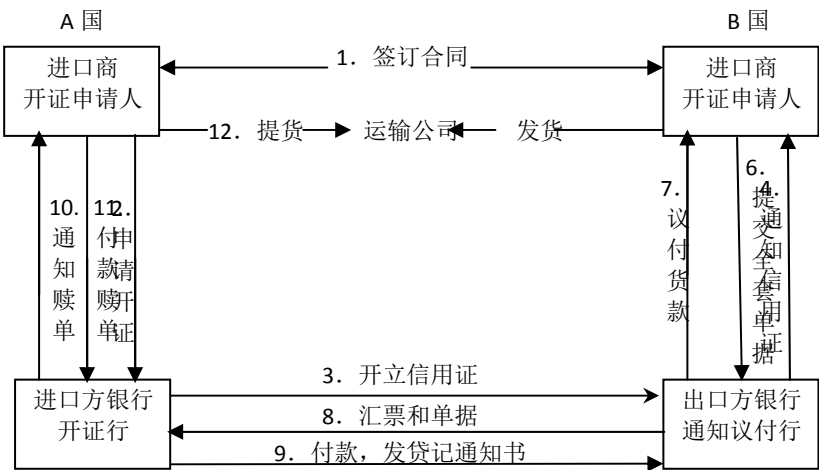 A 国
B 国
进口商
开证申请人
1. 签订合同
进口商
开证申请人
12. 提货
运输公司
发货
10.
通知赎单
11.
付款赎单
2.
申请开证
7.
议付货款
6.
提交全套单据
4.
通知信用证
进口方银行
开证行
3. 开立信用证
8. 汇票和单据
9. 付款，发贷记通知书
出口方银行
通知议付行